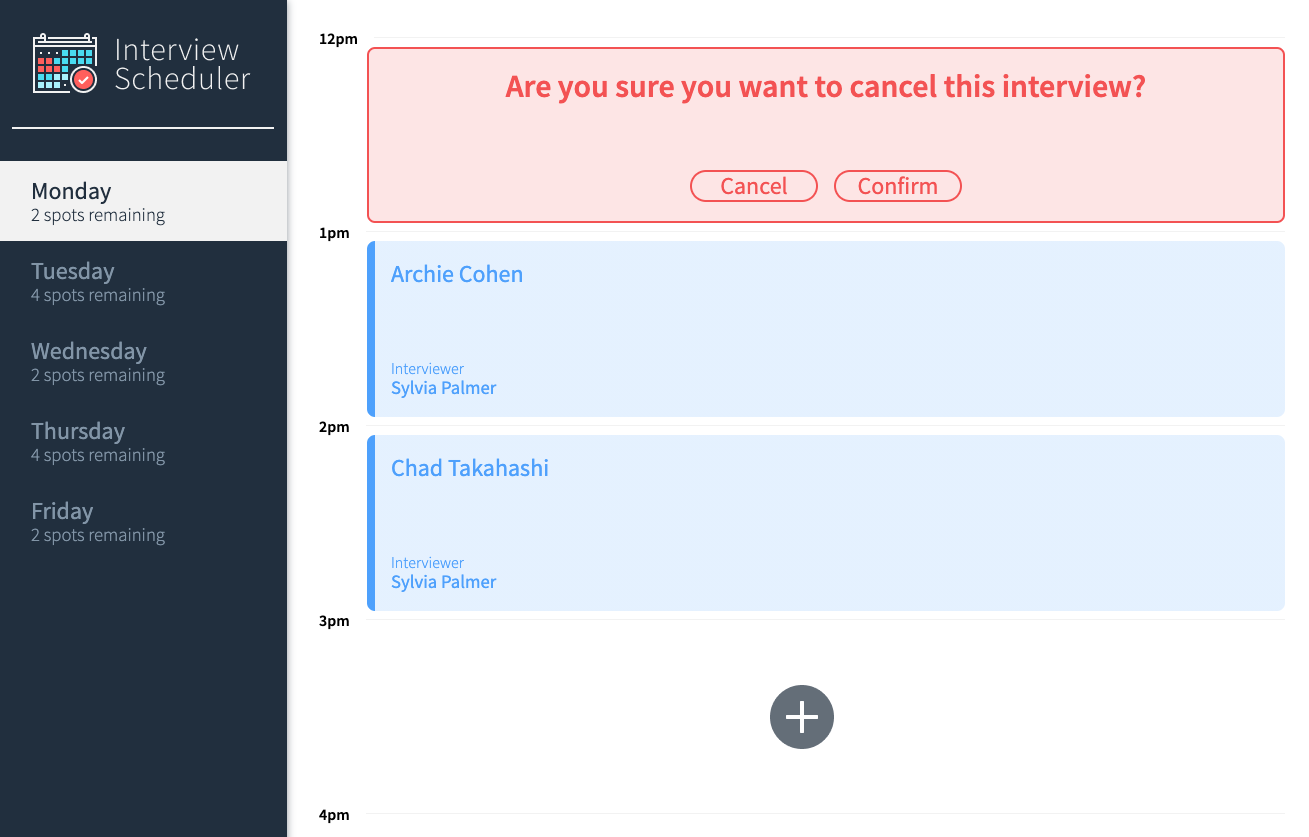 Interview
Scheduler
Monday
2 spots remaining
Tuesday
4 spots remaining
Wednesday
2 spots remaining
Thursday
4 spots remaining
Friday
2 spots remaining
12pm
Are you sure you want to cancel this interview?
Cancel Confirm
1pm
Archie Cohen
Interviewer
Sylvia Palmer
2pm
Chad Takahashi
Interviewer
Sylvia Palmer
3pm
4pm